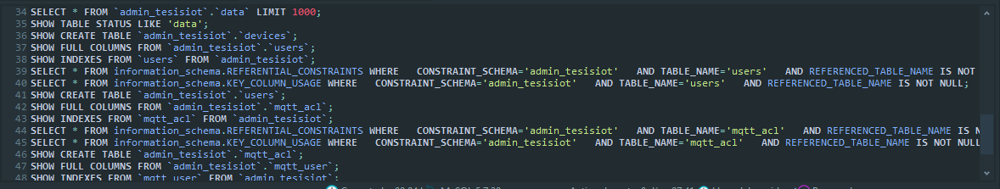 34 SELECT * FROM `admin_tesisiot`.`data` LIMIT 1000;
35 SHOW TABLE STATUS LIKE 'data';
36 SHOW CREATE TABLE `admin_tesisiot`.`devices`;
37 SHOW FULL COLUMNS FROM `admin_tesisiot`.`users`;
38 SHOW INDEXES FROM `users` FROM `admin_tesisiot`;
39 SELECT * FROM information_schema.REFERENTIAL_CONSTRAINTS WHERE   CONSTRAINT_SCHEMA='admin_tesisiot'   AND TABLE_NAME='users'   AND REFERENCED_TABLE_NAME IS NOT
40 SELECT * FROM information_schema.KEY_COLUMN_USAGE WHERE   CONSTRAINT_SCHEMA='admin_tesisiot'   AND TABLE_NAME='users'   AND REFERENCED_TABLE_NAME IS NOT NULL;
41 SHOW CREATE TABLE `admin_tesisiot`.`users`;
42 SHOW FULL COLUMNS FROM `admin_tesisiot`.`mqtt_acl`;
43 SHOW INDEXES FROM `mqtt_acl` FROM `admin_tesisiot`;
44 SELECT * FROM information_schema.REFERENTIAL_CONSTRAINTS WHERE   CONSTRAINT_SCHEMA='admin_tesisiot'   AND TABLE_NAME='mqtt_acl'   AND REFERENCED_TABLE_NAME IS N
45 SELECT * FROM information_schema.KEY_COLUMN_USAGE WHERE   CONSTRAINT_SCHEMA='admin_tesisiot'   AND TABLE_NAME='mqtt_acl'   AND REFERENCED_TABLE_NAME IS NOT NULL
46 SHOW CREATE TABLE `admin_tesisiot`.`mqtt_acl`;
47 SHOW FULL COLUMNS FROM `admin_tesisiot`.`mqtt_user`;
48 SHOW INDEXES FROM `mqtt_user` FROM `admin_tesisiot`;